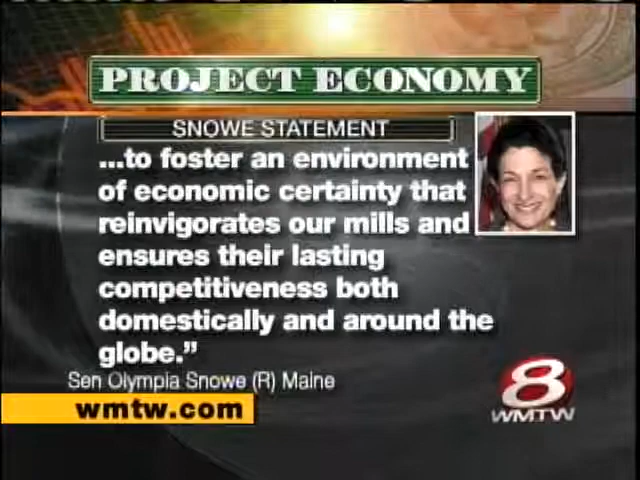 PROJECT ECONOMY
SNOWE STATEMENT
...to foster an environment
of economic certainty that
reinvigorates our mills and
ensures their lasting
competitiveness both
domestically and around the
globe.”
Sen Olympia Snowe (R) Maine
wmtw.com
8
WMTW